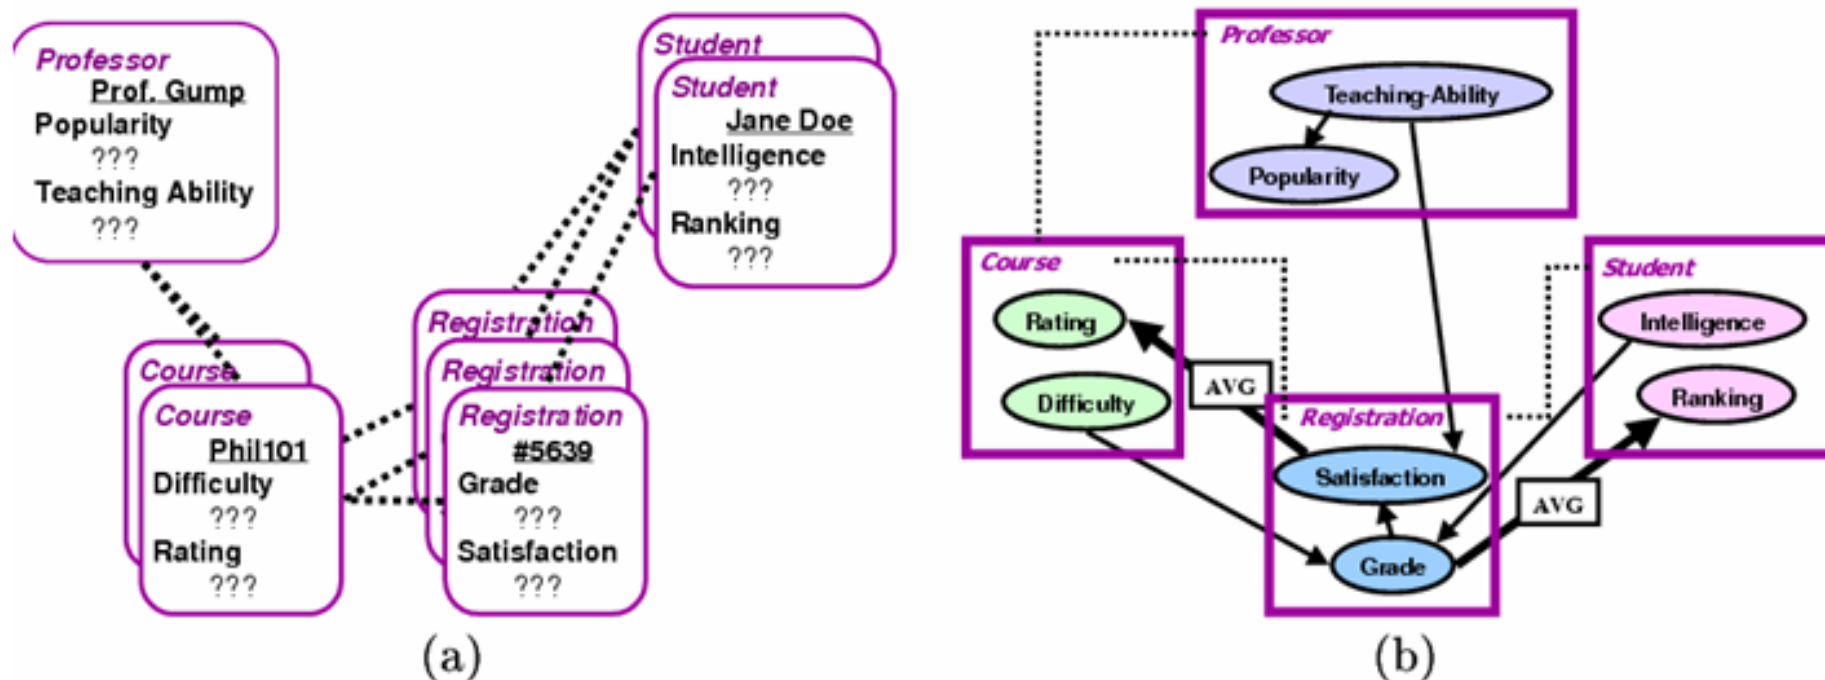 Professor
Prof. Gump
Popularity
???
Teaching Ability
???
Student
Student
Jane Doe
Intelligence
???
Ranking
???
Course
Course
Phil101
Difficulty
???
Rating
???
Registration
Registration
Registration
#5639
Grade
???
Satisfaction
???
(a)
Professor
Teaching-Ability
Popularity
Course
Rating
Difficulty
Student
Intelligence
Ranking
AVG
Registration
Satisfaction
Grade
AVG
(b)